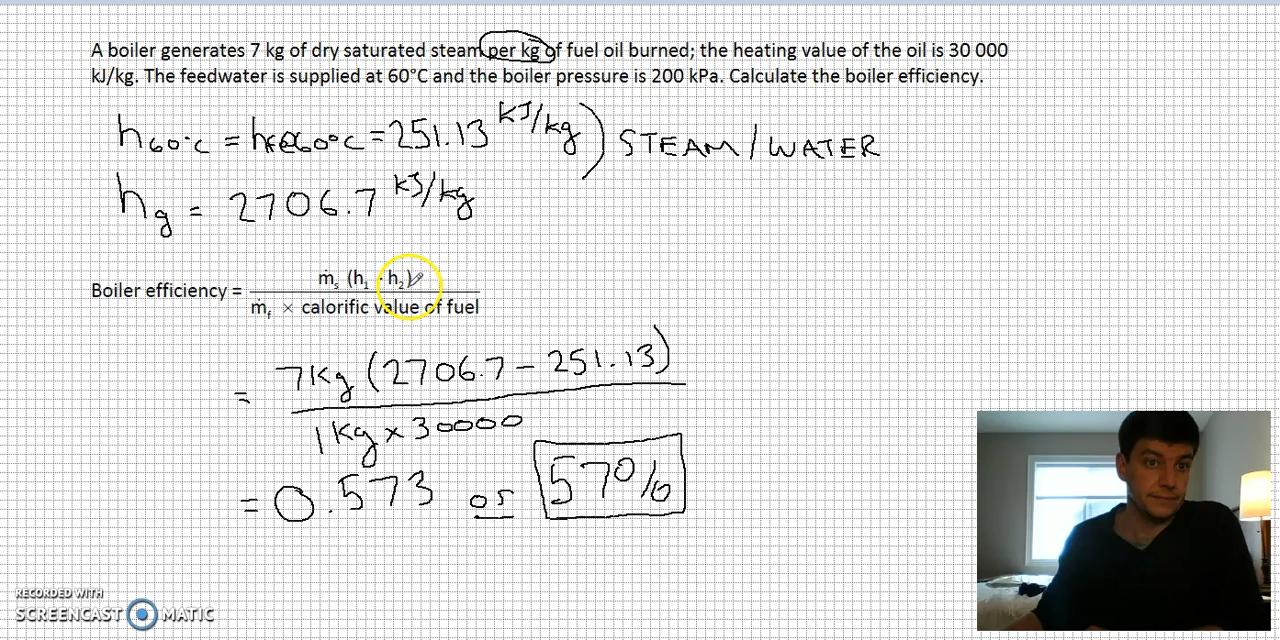 A boiler generates 7 kg of dry saturated steam per kg of fuel oil burned; the heating value of the oil is 30 000
kJ/kg. The feedwater is supplied at 60°C and the boiler pressure is 200 kPa. Calculate the boiler efficiency.
h60°C = hf@60°C = 251.13 kJ/kg) STEAM/WATER
hg = 2706.7 kJ/kg
Boiler efficiency = ṁs (h1 - h2)
ṁf × calorific value of fuel
= 7kg (2706.7 - 251.13)
1kg × 30000
= 0.573 or 57%
RECORDED WITH
SCREENCAST MATIC